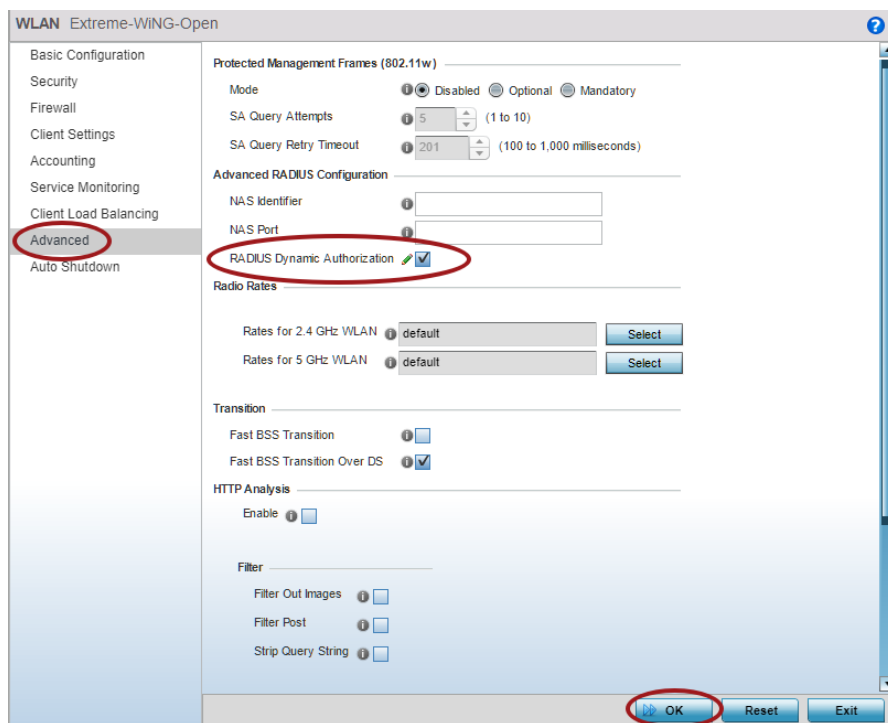 WLAN Extreme-WiNG-Open
?
Basic Configuration
Security
Firewall
Client Settings
Accounting
Service Monitoring
Client Load Balancing
Advanced
Auto Shutdown
Protected Management Frames (802.11w)
Mode Disabled Optional Mandatory
SA Query Attempts 5 (1 to 10)
SA Query Retry Timeout 201 (100 to 1,000 milliseconds)
Advanced RADIUS Configuration
NAS Identifier
NAS Port
RADIUS Dynamic Authorization
Radio Rates
Rates for 2.4 GHz WLAN default Select
Rates for 5 GHz WLAN default Select
Transition
Fast BSS Transition
Fast BSS Transition Over DS
HTTP Analysis
Enable
Filter
Filter Out Images
Filter Post
Strip Query String
OK Reset Exit